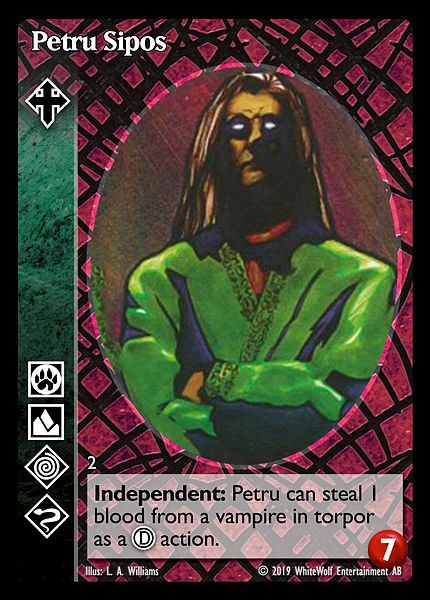 Petru Sipos
2
Independent: Petru can steal 1
blood from a vampire in torpor
as a Ⓓ action.
7
Illus: L. A. Williams
© 2019 WhiteWolf Entertainment AB